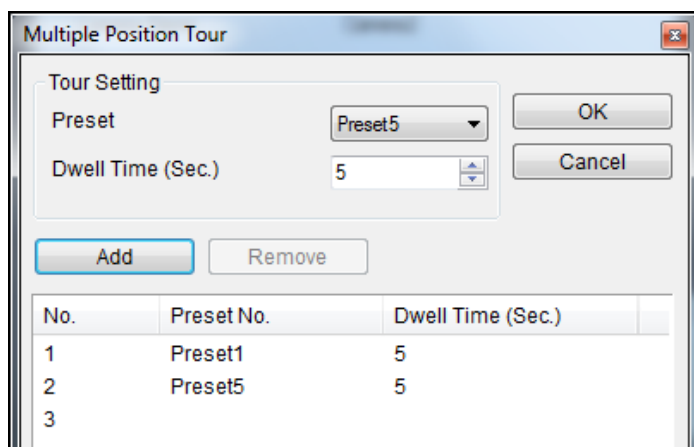 Multiple Position Tour
Tour Setting
Preset Preset5 OK
Dwell Time (Sec.) 5 Cancel
Add Remove
No. Preset No. Dwell Time (Sec.)
1 Preset1 5
2 Preset5 5
3